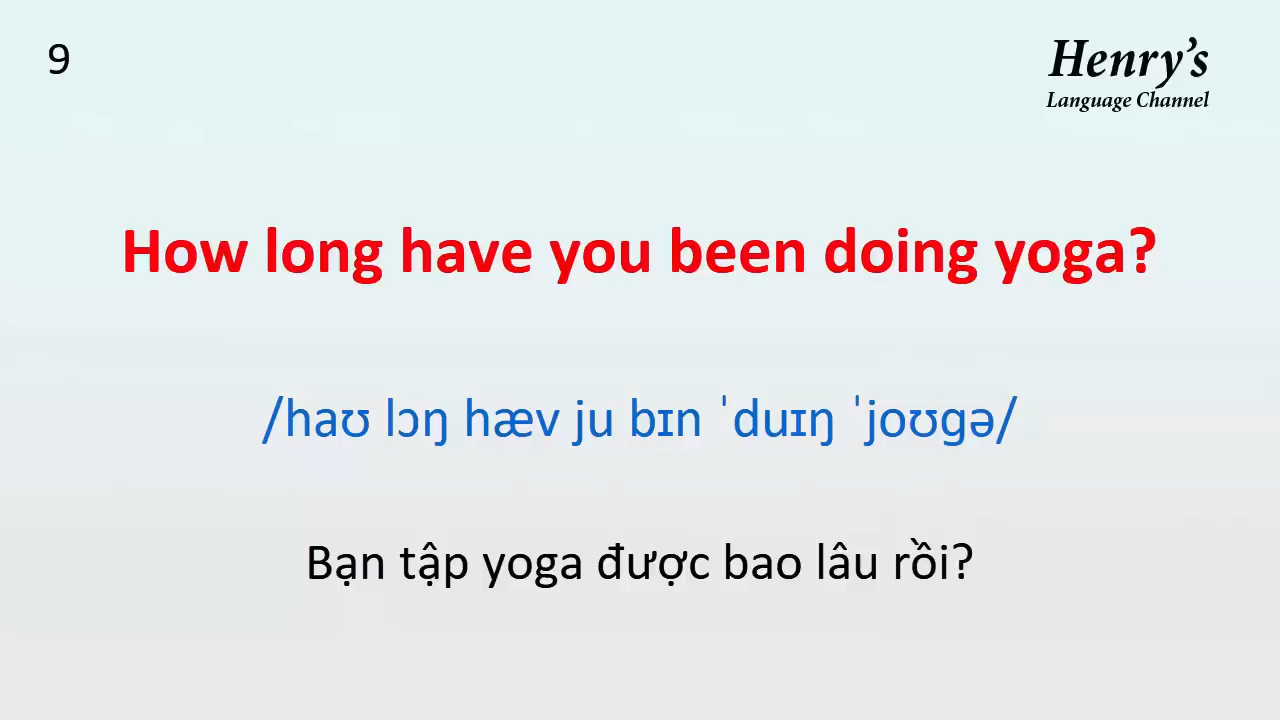 9
Henry's
Language Channel
How long have you been doing yoga?
/haʊ lɔŋ hæv ju bɪn ˈduɪŋ ˈjoʊgə/
Bạn tập yoga được bao lâu rồi?